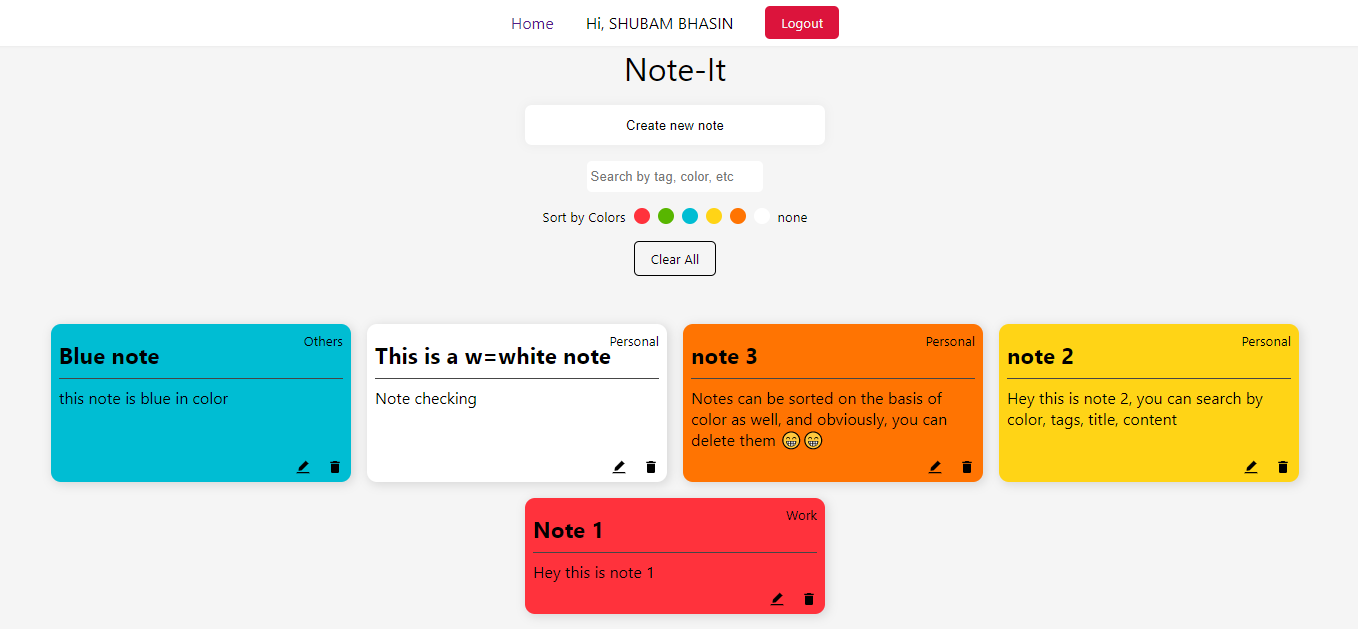 Home
Hi, SHUBAM BHASIN
Logout
Note-It
Create new note
Search by tag, color, etc
Sort by Colors
none
Clear All
Others
Blue note
this note is blue in color
Personal
This is a w=white note
Note checking
Personal
note 3
Notes can be sorted on the basis of
color as well, and obviously, you can
delete them 😁😁
Personal
note 2
Hey this is note 2, you can search by
color, tags, title, content
Work
Note 1
Hey this is note 1